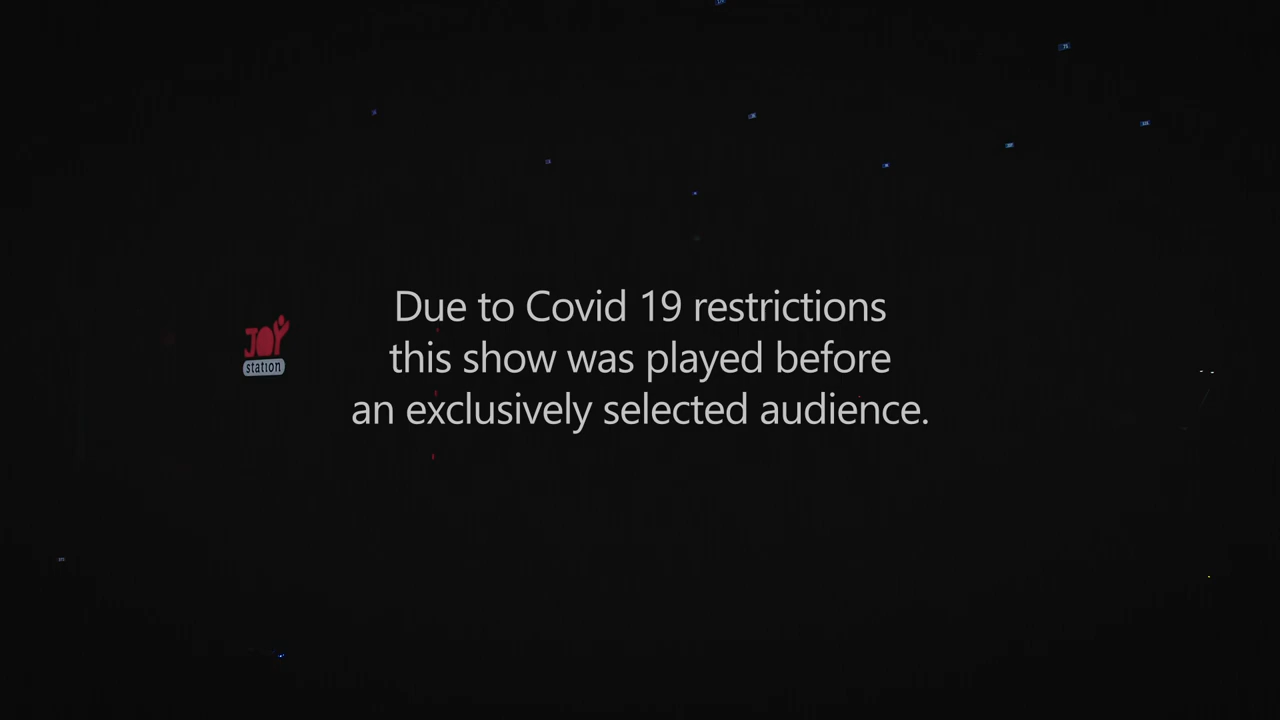 Due to Covid 19 restrictions
this show was played before
an exclusively selected audience.
JOY
station